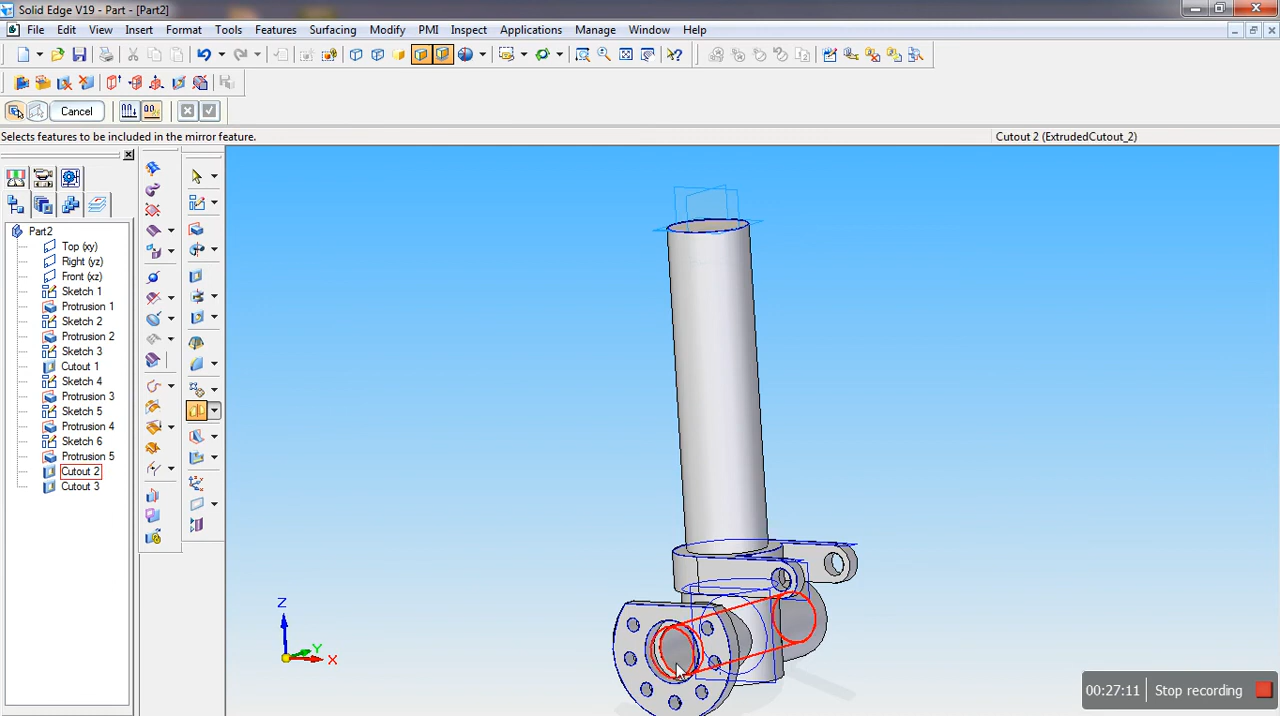 Solid Edge V19 - Part - [Part2]
File Edit View Insert Format Tools Features Surfacing Modify PMI Inspect Applications Manage Window Help
Cancel
Selects features to be included in the mirror feature.
Cutout 2 (ExtrudedCutout_2)
Part2
Top (xy)
Right (yz)
Front (xz)
Sketch 1
Protrusion 1
Sketch 2
Protrusion 2
Sketch 3
Cutout 1
Sketch 4
Protrusion 3
Sketch 5
Protrusion 4
Sketch 6
Protrusion 5
Cutout 2
Cutout 3
Z
Y
X
00:27:11 Stop recording